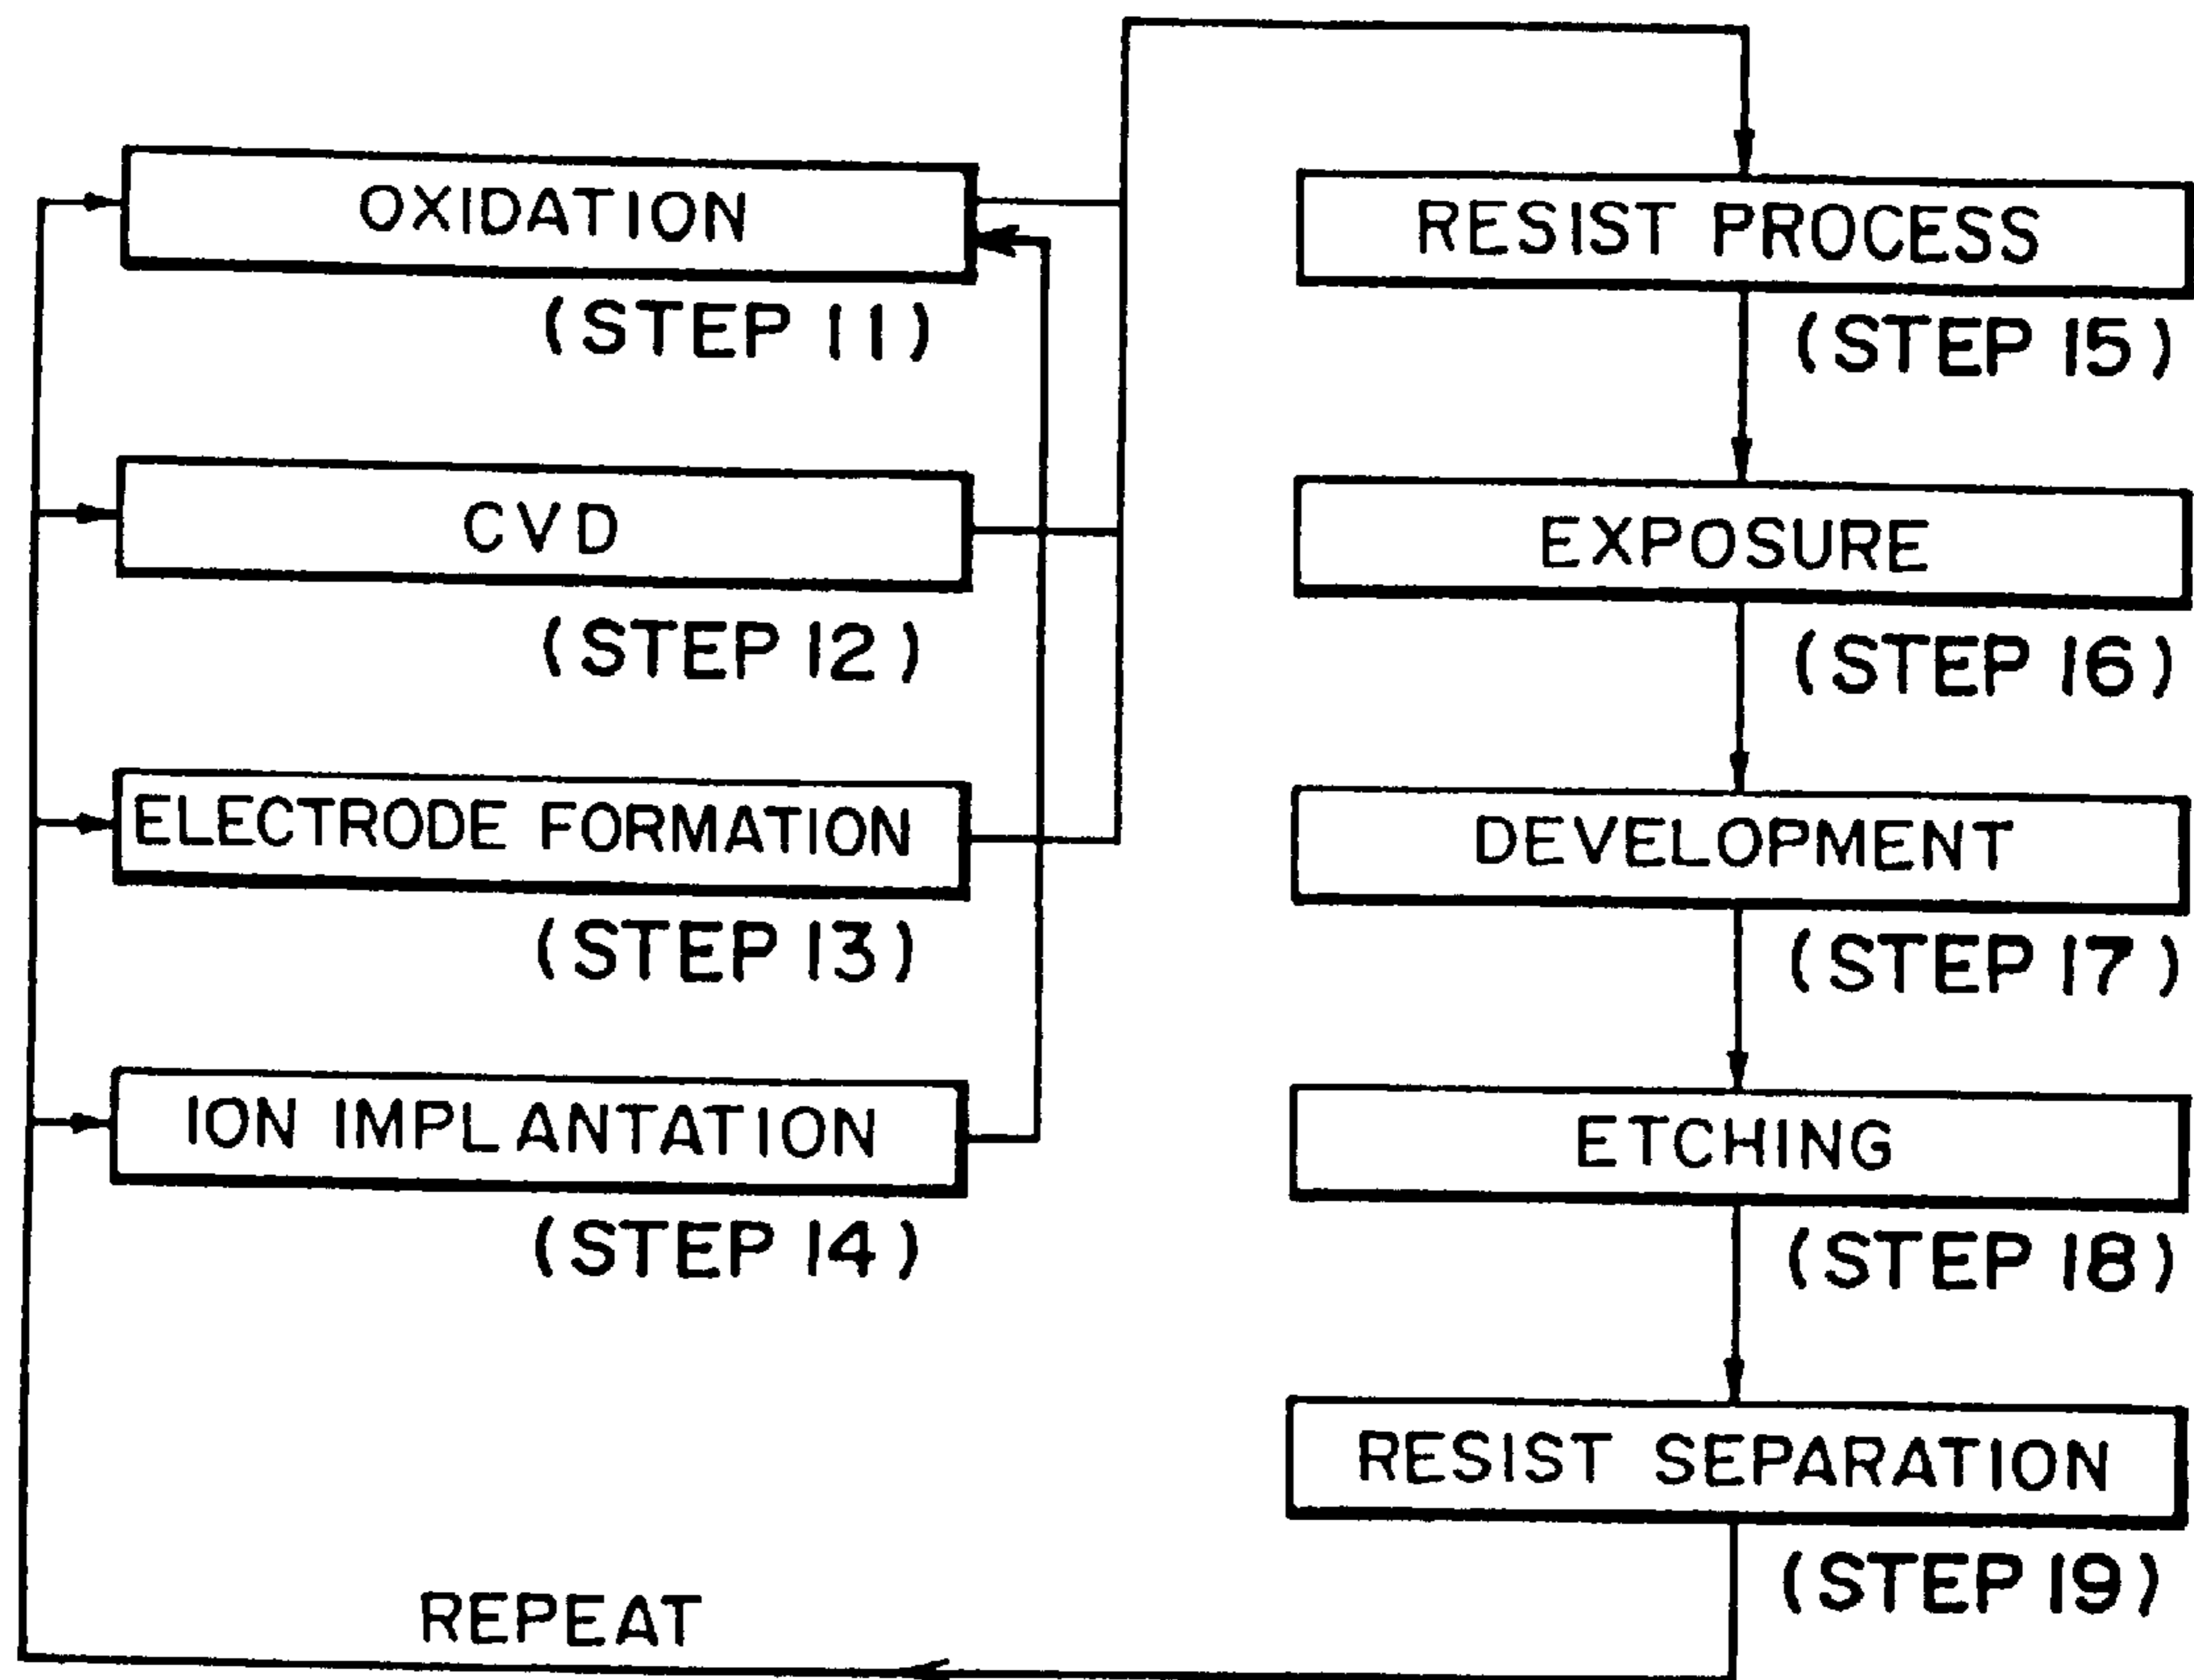 OXIDATION
(STEP 11)
CVD
(STEP 12)
ELECTRODE FORMATION
(STEP 13)
ION IMPLANTATION
(STEP 14)
RESIST PROCESS
(STEP 15)
EXPOSURE
(STEP 16)
DEVELOPMENT
(STEP 17)
ETCHING
(STEP 18)
RESIST SEPARATION
(STEP 19)
REPEAT